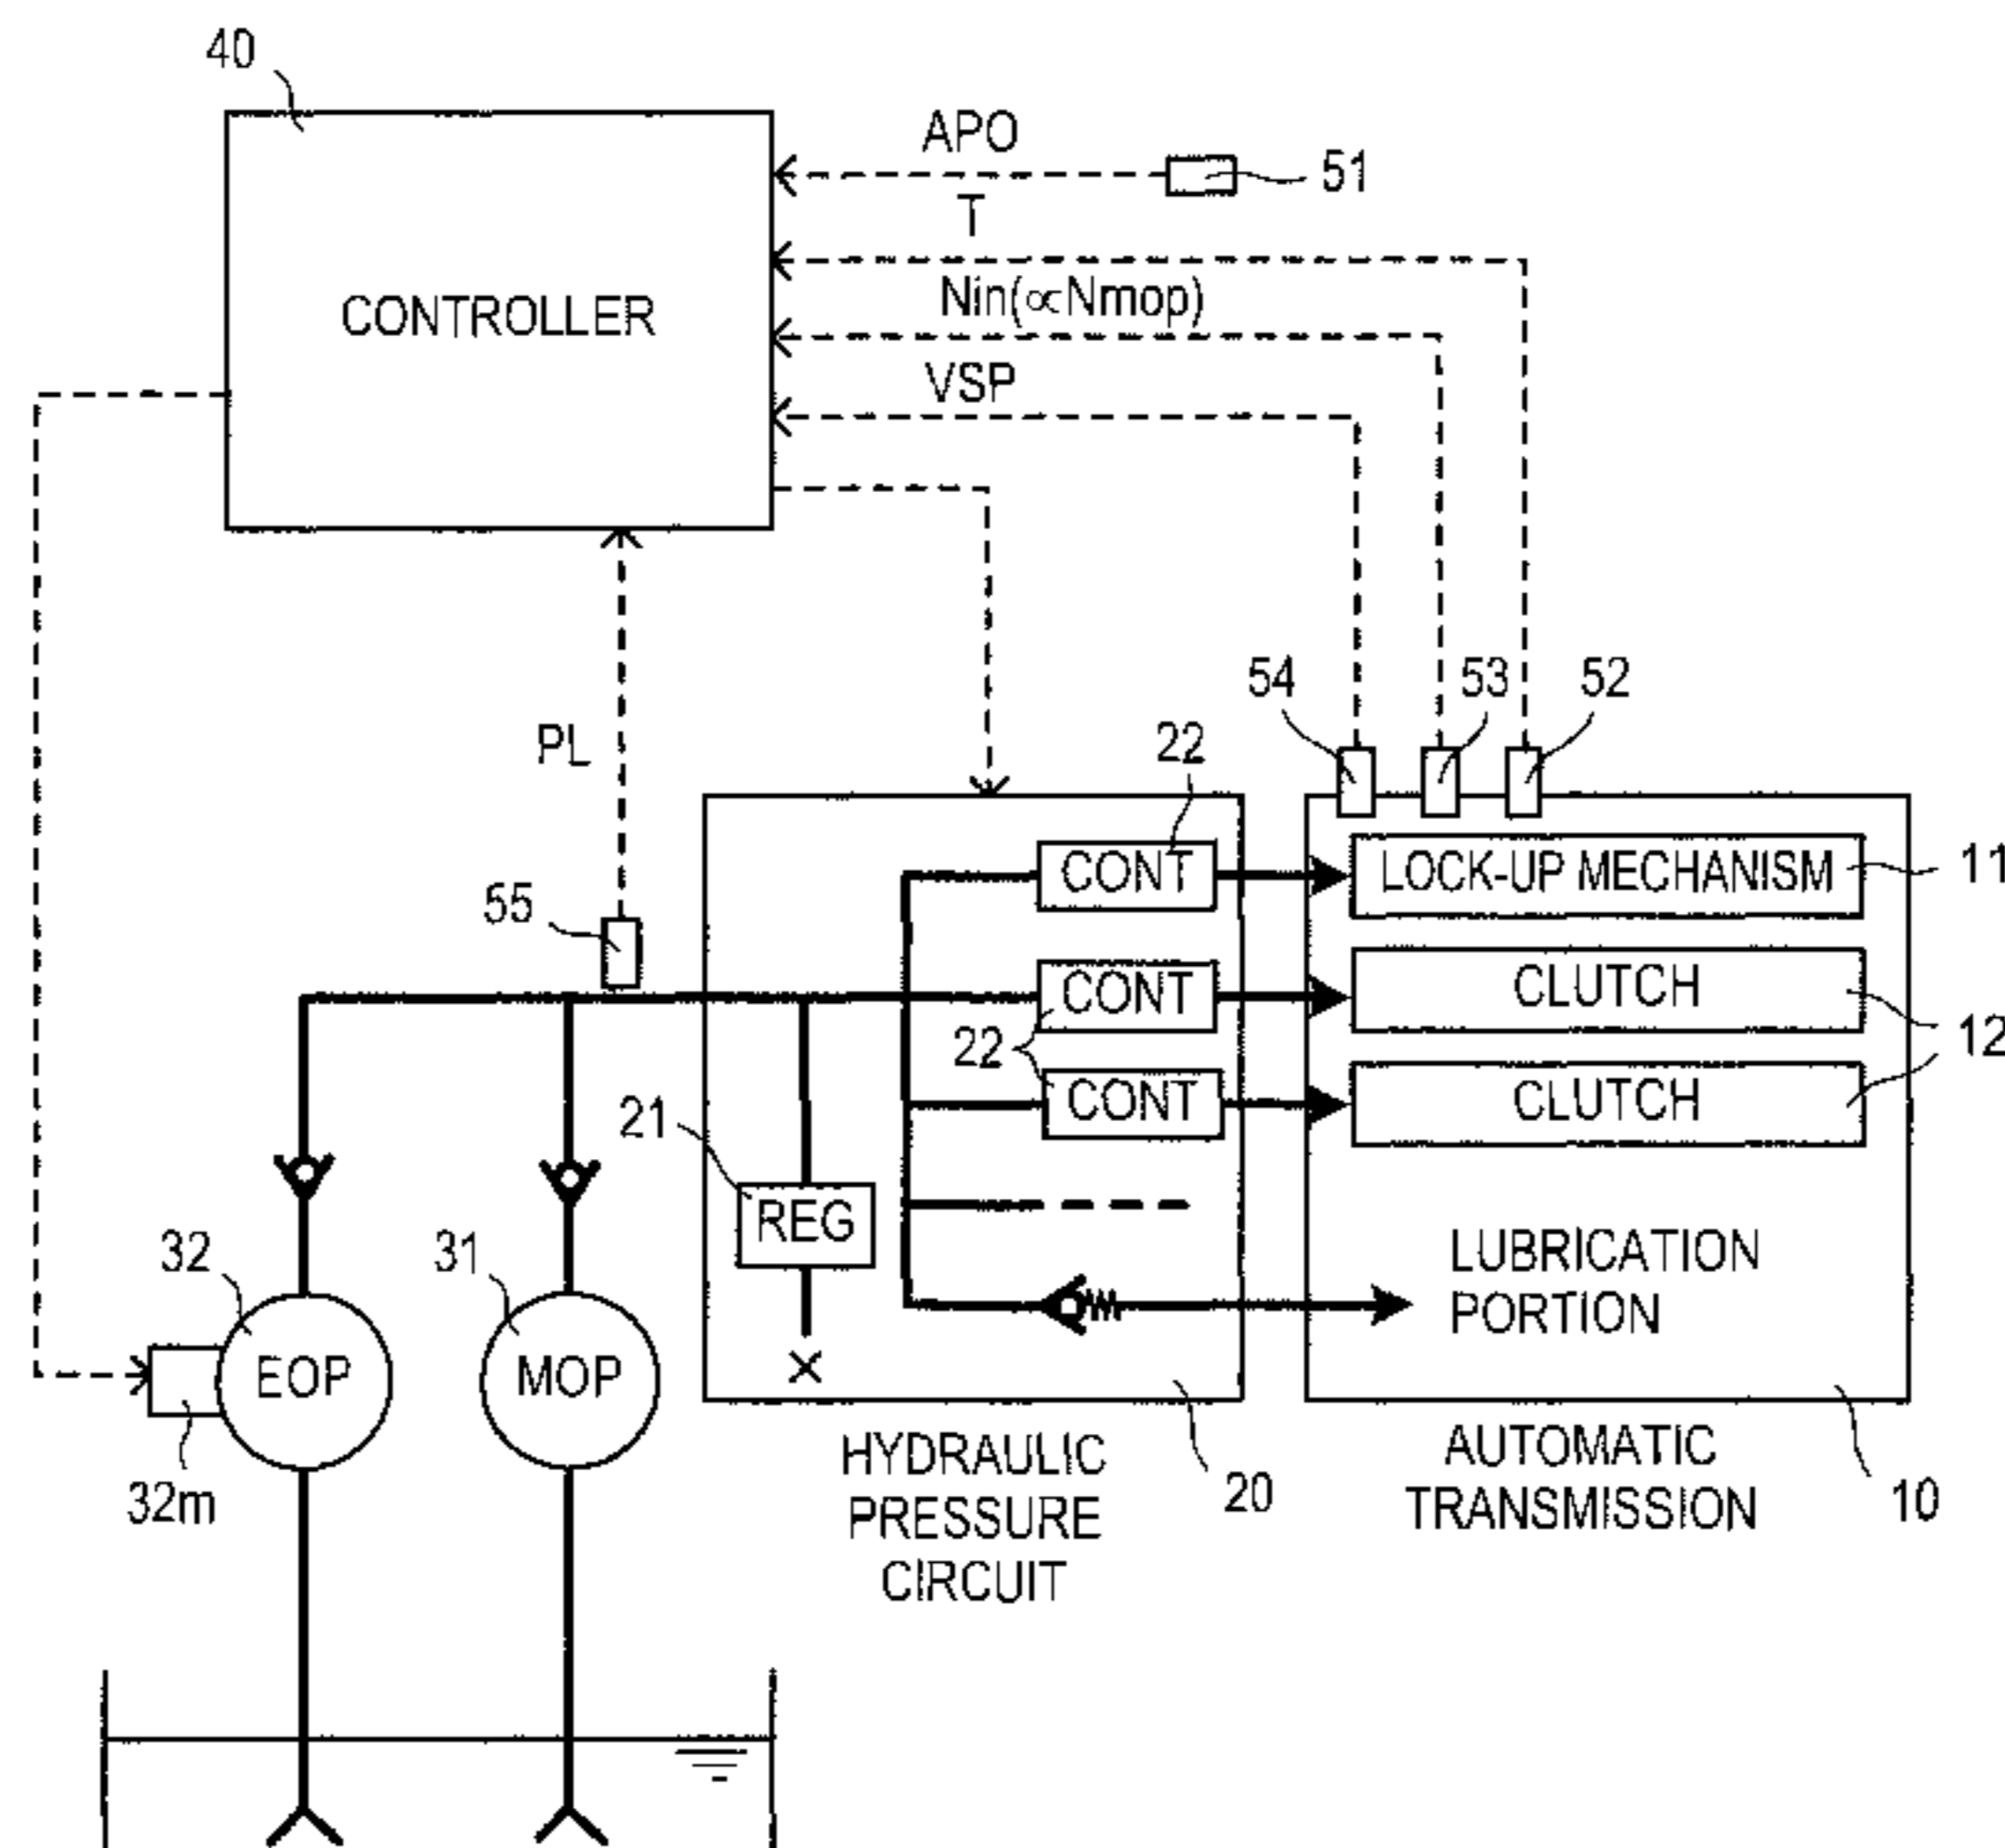 40
APO
51
T
CONTROLLER
Nin(∝Nmop)
VSP
54
53
52
PL
22
55
CONT
LOCK-UP MECHANISM
11
CONT
CLUTCH
22
12
CONT
CLUTCH
21
REG
32
31
LUBRICATION
PORTION
EOP
MOP
32m
HYDRAULIC
PRESSURE
CIRCUIT
20
AUTOMATIC
TRANSMISSION
10